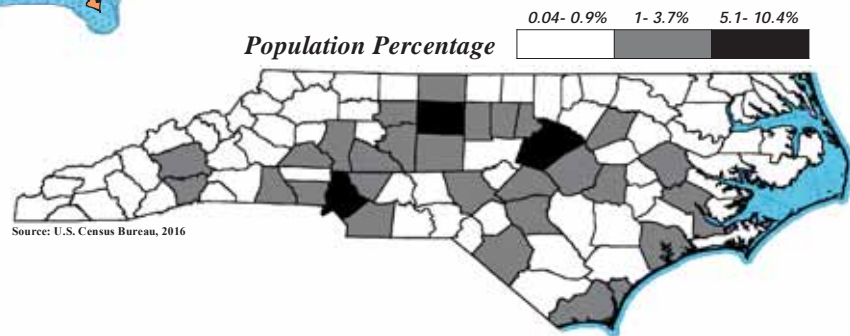 0.04- 0.9% 1- 3.7% 5.1- 10.4%
Population Percentage
Source: U.S. Census Bureau, 2016